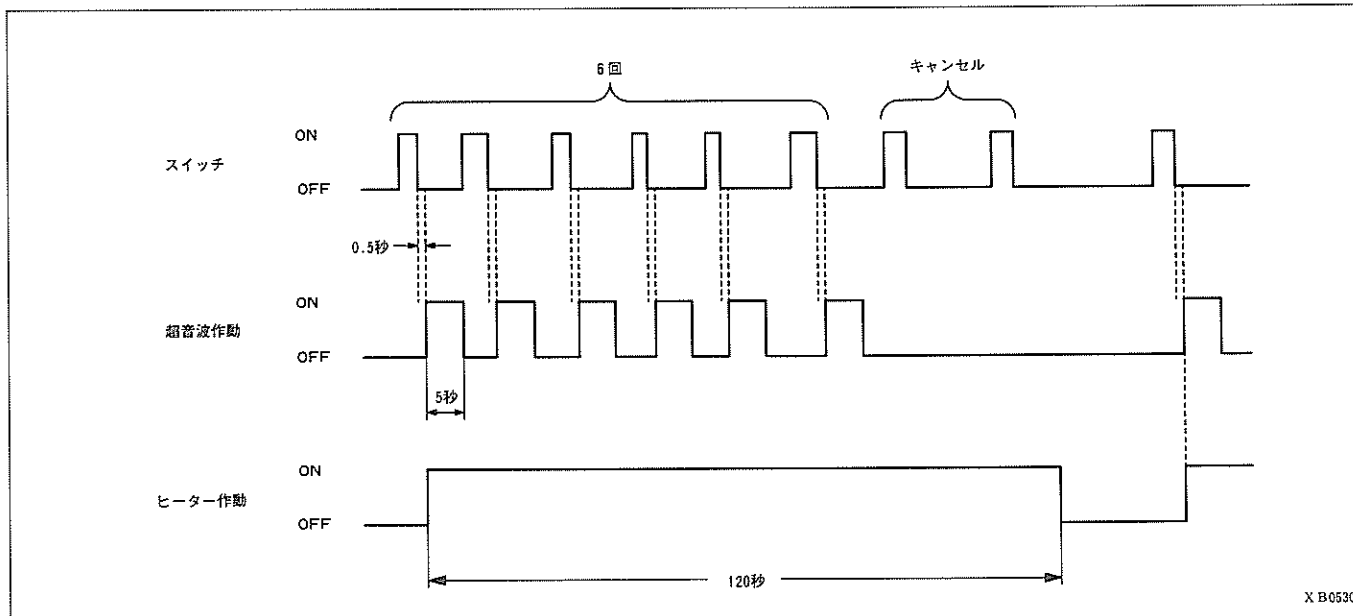 6回
キャンセル
ON
スイッチ
OFF
0.5秒
ON
超音波作動
OFF
5秒
ON
ヒーター作動
OFF
120秒
X B0530